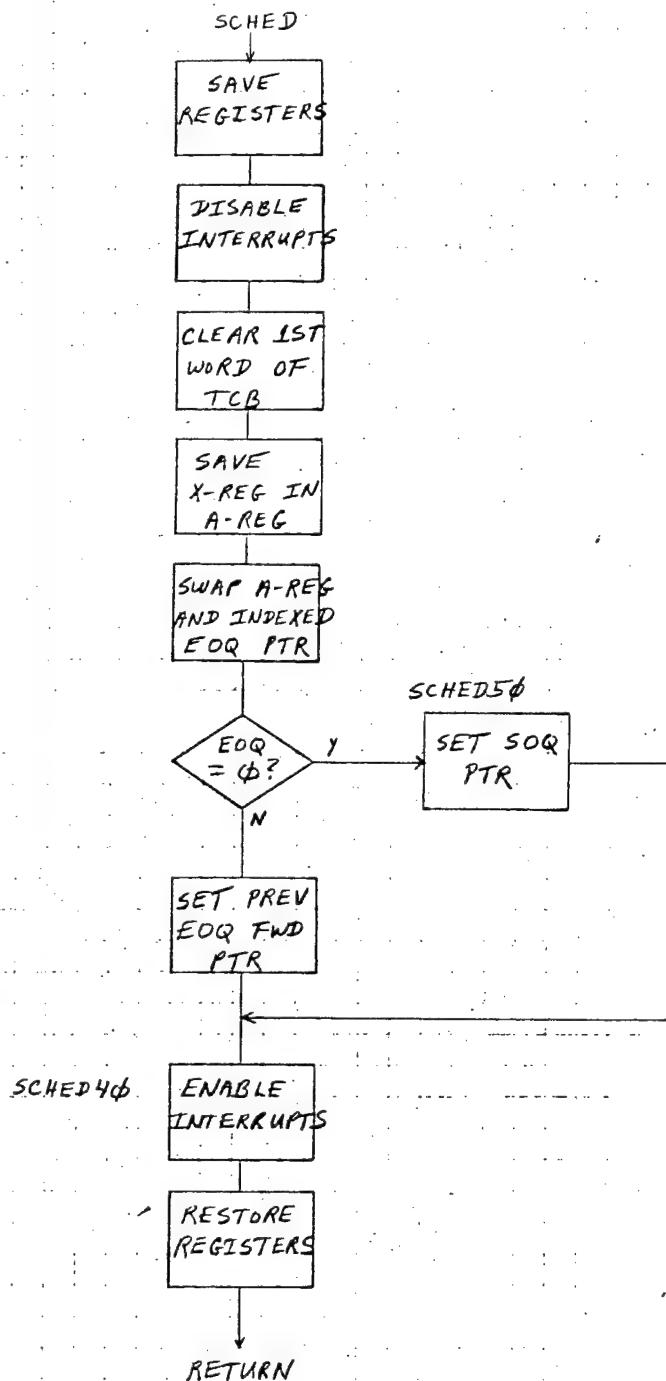 SCHED
SAVE
REGISTERS
DISABLE
INTERRUPTS
CLEAR 1ST
WORD OF
TCB
SAVE
X-REG IN
A-REG
SWAP A-REG
AND INDEXED
EOQ PTR
EOQ
= φ?
Y
N
SCHED5φ
SET SOQ
PTR
SET PREV
EOQ FWD
PTR
SCHED4φ
ENABLE
INTERRUPTS
RESTORE
REGISTERS
RETURN